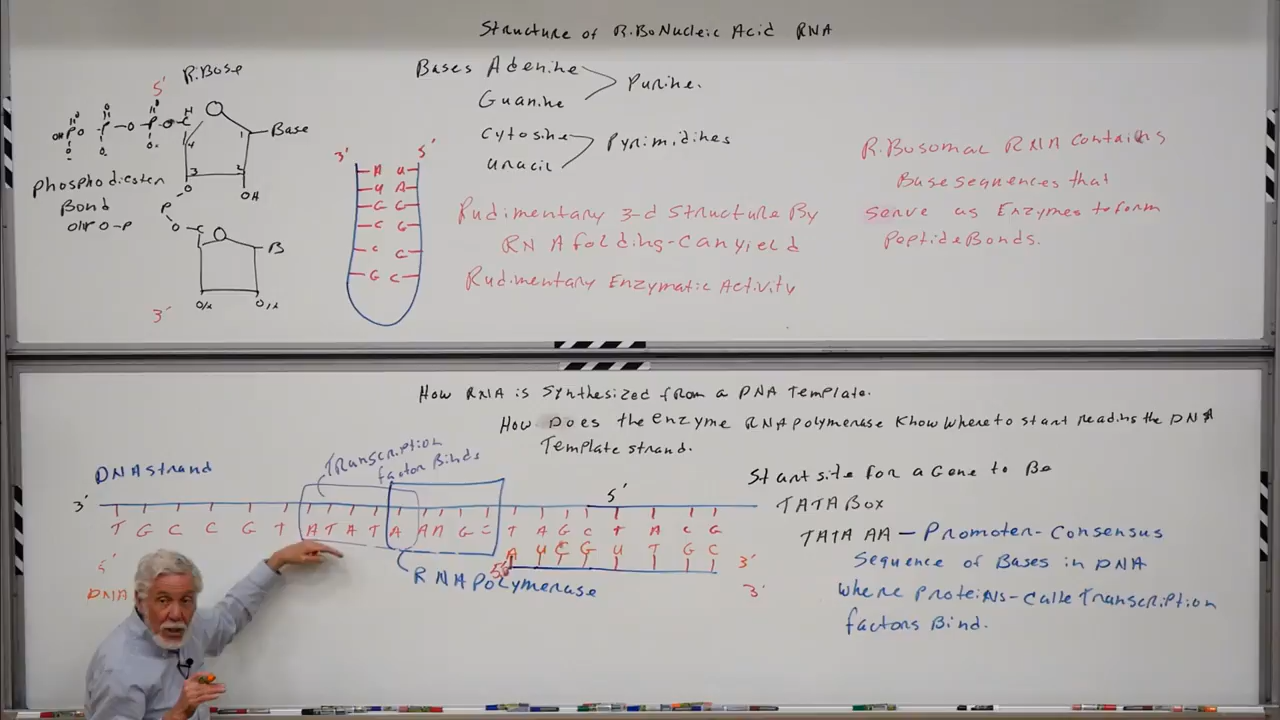 Structure of RiBoNucleic Acid RNA
RiBose
5'
Base
Phosphodiester
Bond
3'
Bases Adenine
Guanine
Purine.
Cytosine
uracil
Pyrimidines
3' 5'
A U
U A
G G
C G
C C
G C
Rudimentary 3-d Structure By
RNA folding - Can yield
Rudimentary Enzymatic Activity
RiBosomal RNA contains
Base sequences that
serve as Enzymes to form
Peptide Bonds.
How RNA is Synthesized from a DNA Template.
How Does the enzyme RNA polymerase Know Where to start reading the DNA
Template strand.
DNA strand
Transcription
factor Binds
3' 5'
T G C C G T A T A T A
T A G C T A C G
A U C G U T G C
5' 3'
DNA
RNA Polymerase
3'
Start site for a Gene to Be
TATA BOX
TATA AA - Promoter - Consensus
Sequence of Bases in DNA
where Proteins - Calle Transcription
factors Bind.